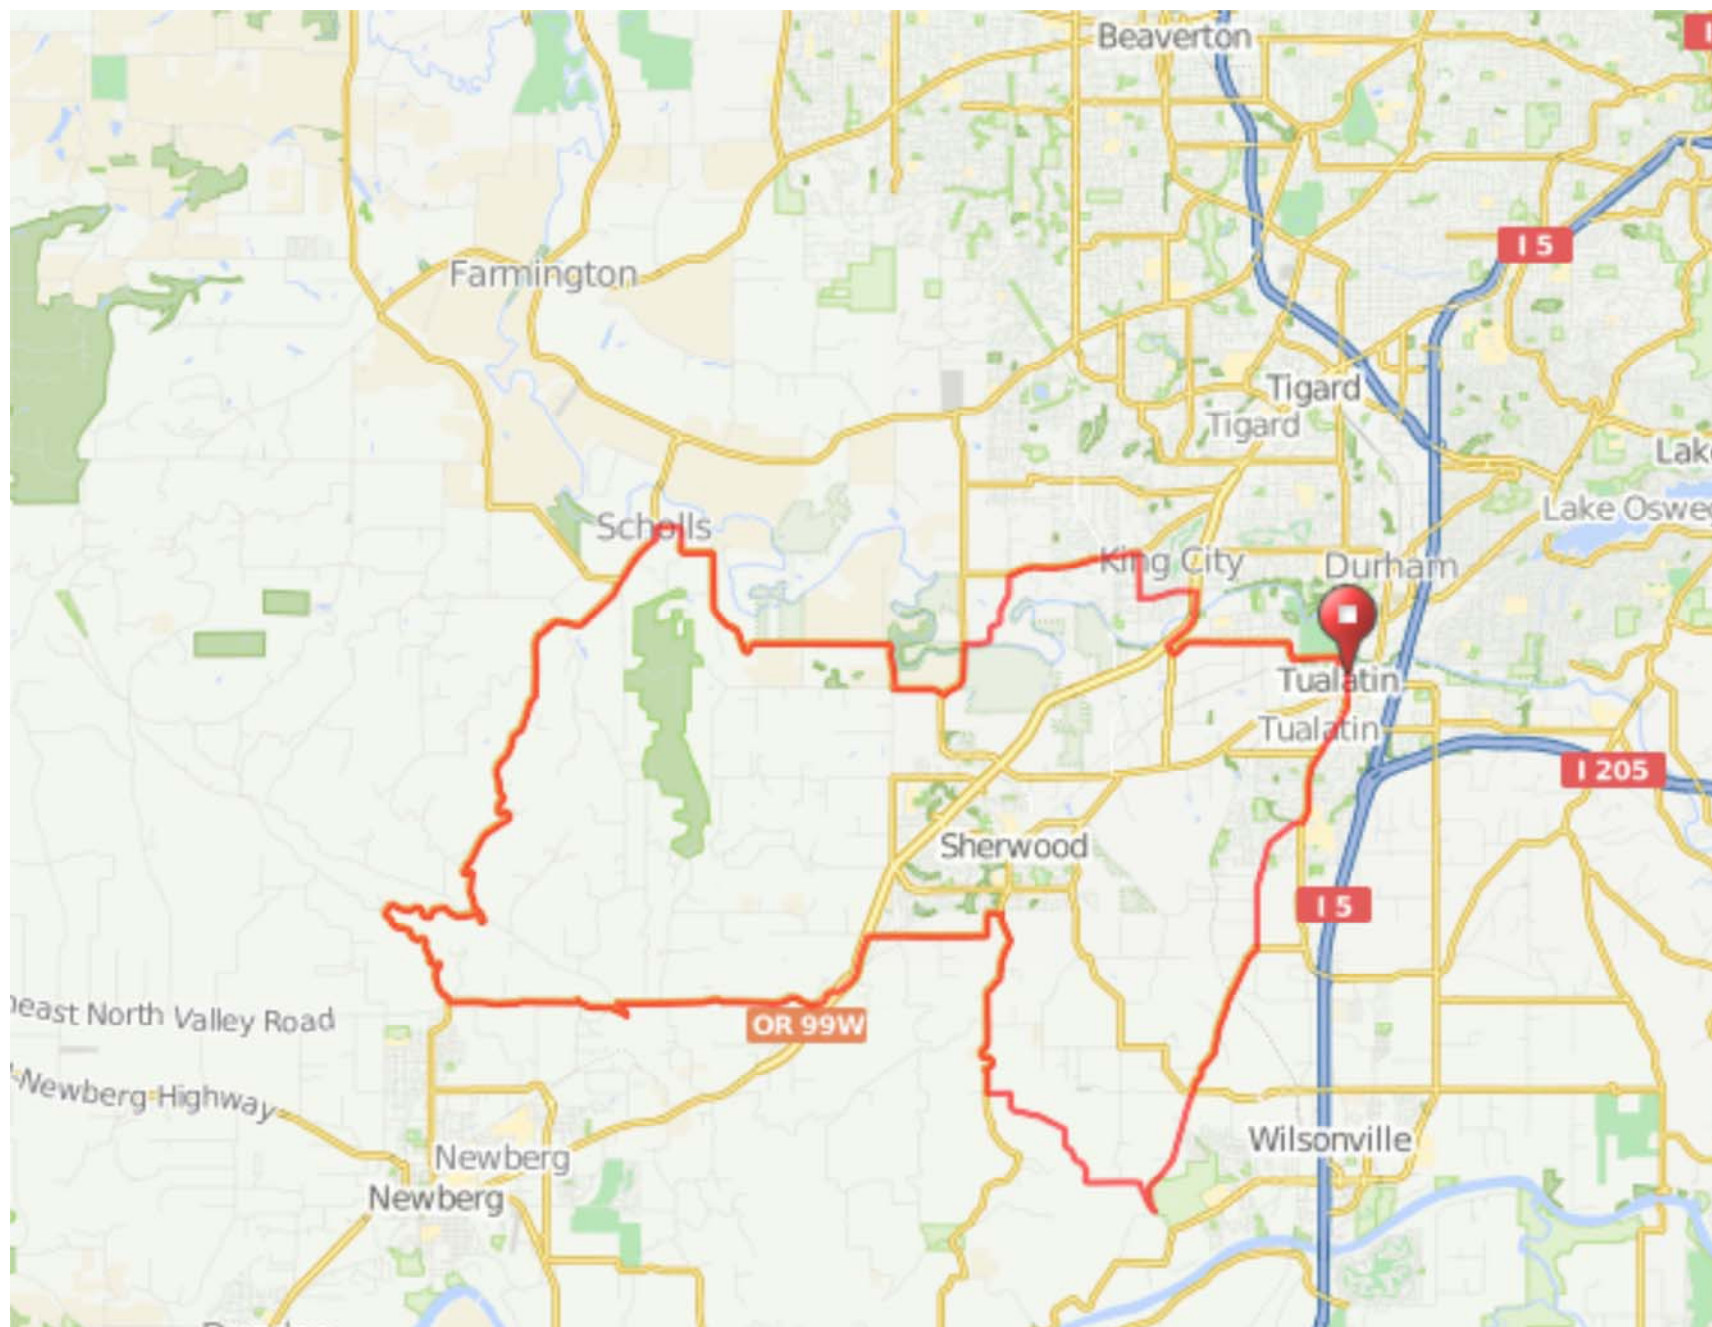 Beaverton
I 5
Farmington
Tigard
Tigard
Lake
Lake Oswe
Scholls
King City
Durham
Tualatin
Tualatin
I 205
Sherwood
I 5
east North Valley Road
OR 99W
-Newberg Highway
Wilsonville
Newberg
Newberg